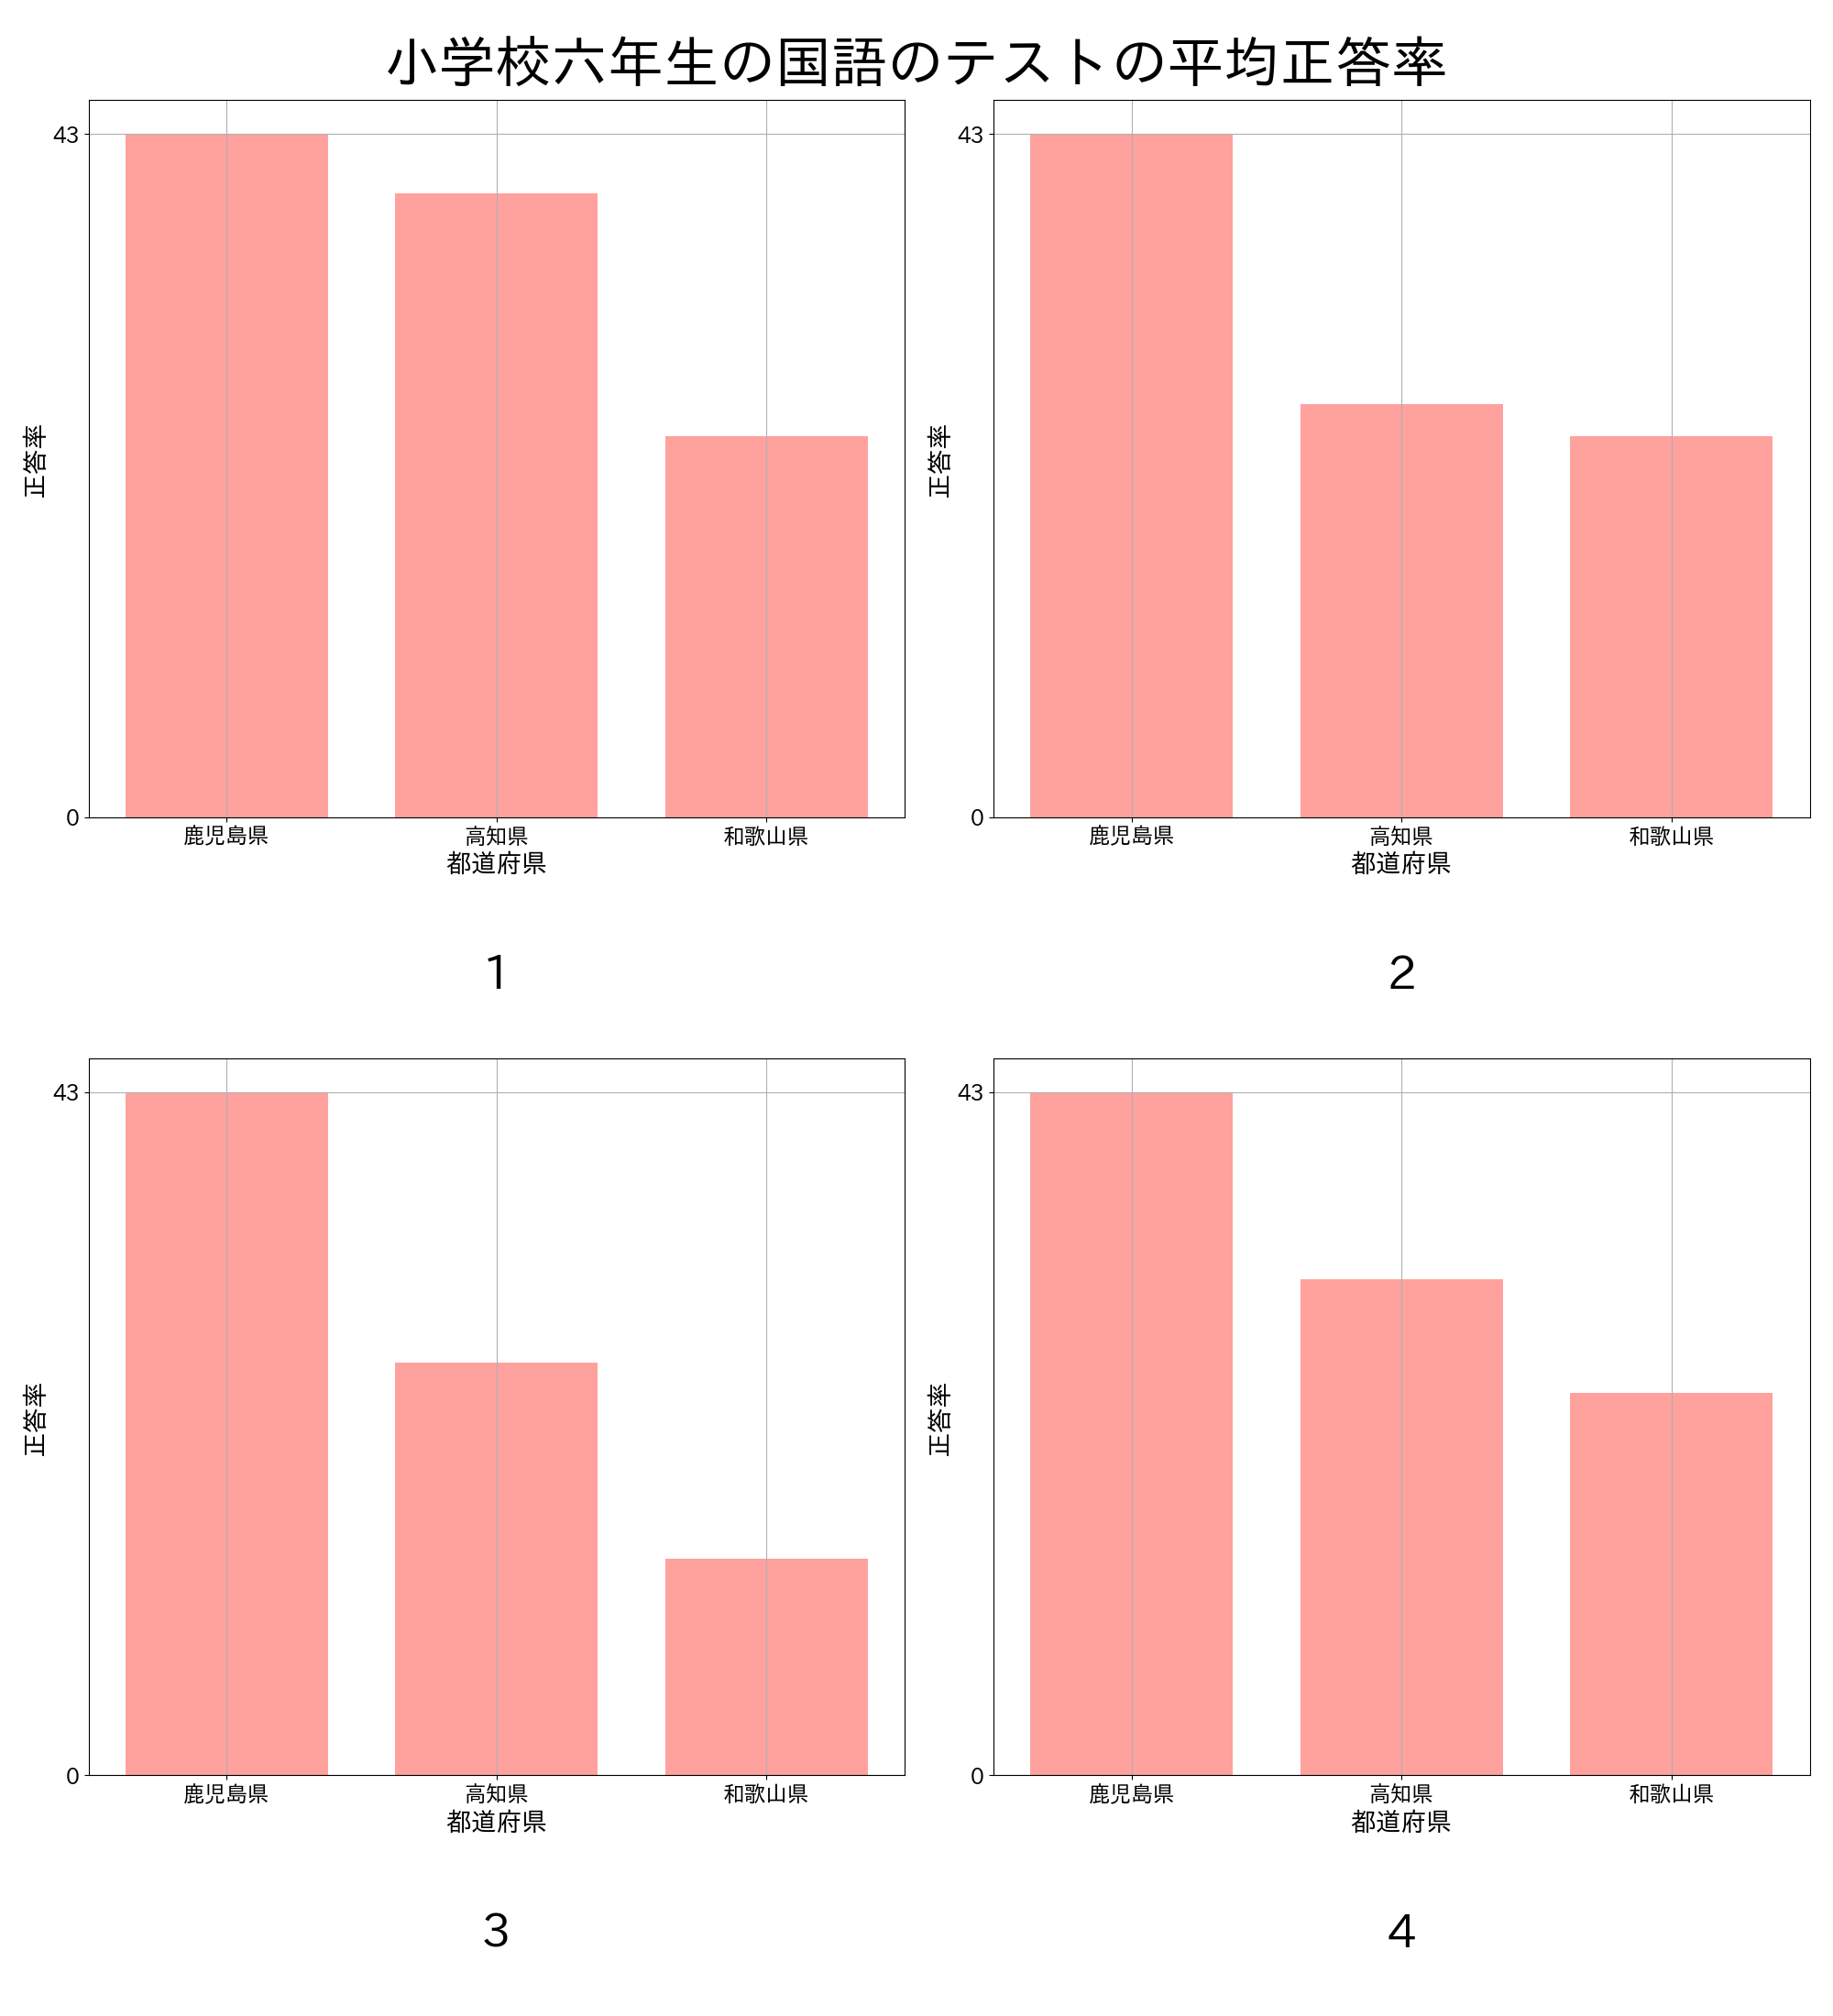 小学校六年生の国語のテストの平均正答率
43
0
正答率
鹿児島県 高知県 和歌山県
都道府県
1
43
0
正答率
鹿児島県 高知県 和歌山県
都道府県
2
43
0
正答率
鹿児島県 高知県 和歌山県
都道府県
3
43
0
正答率
鹿児島県 高知県 和歌山県
都道府県
4